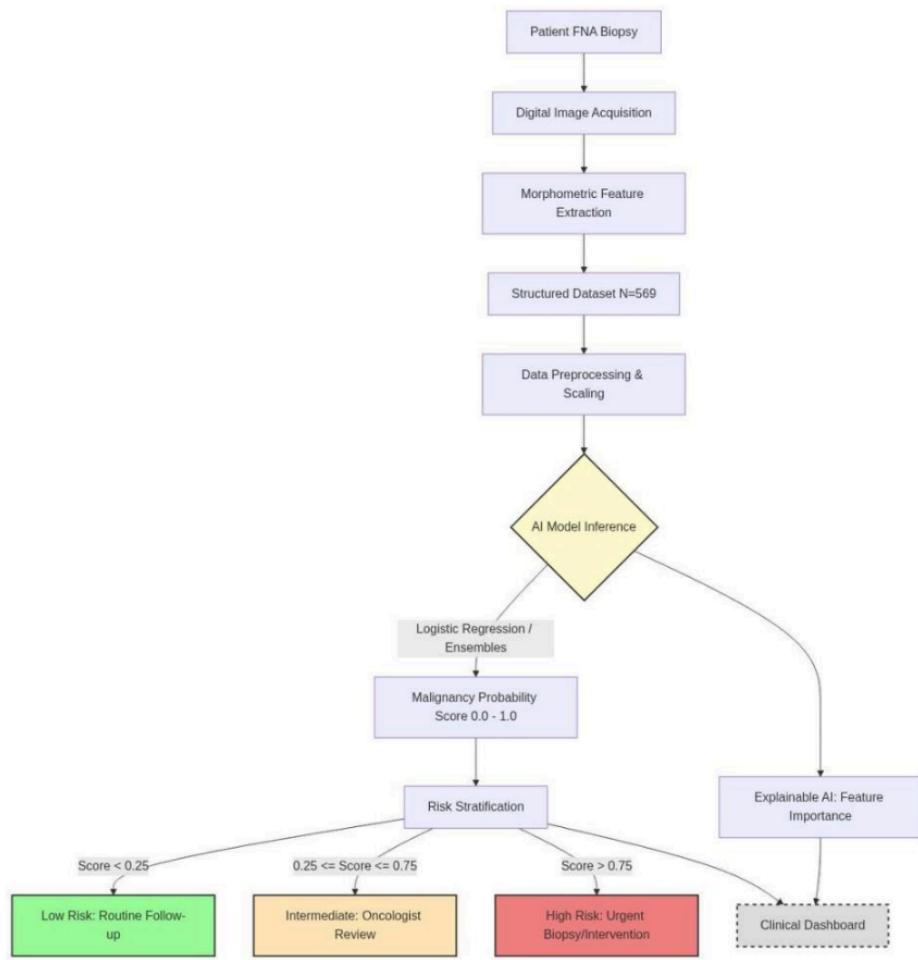 Patient FNA Biopsy
Digital Image Acquisition
Morphometric Feature
Extraction
Structured Dataset N=569
Data Preprocessing &
Scaling
AI Model Inference
Logistic Regression /
Ensembles
Malignancy Probability
Score 0.0 - 1.0
Risk Stratification
Explainable AI: Feature
Importance
Score < 0.25
0.25 <= Score <= 0.75
Score > 0.75
Low Risk: Routine Follow-
up
Intermediate: Oncologist
Review
High Risk: Urgent
Biopsy/Intervention
Clinical Dashboard